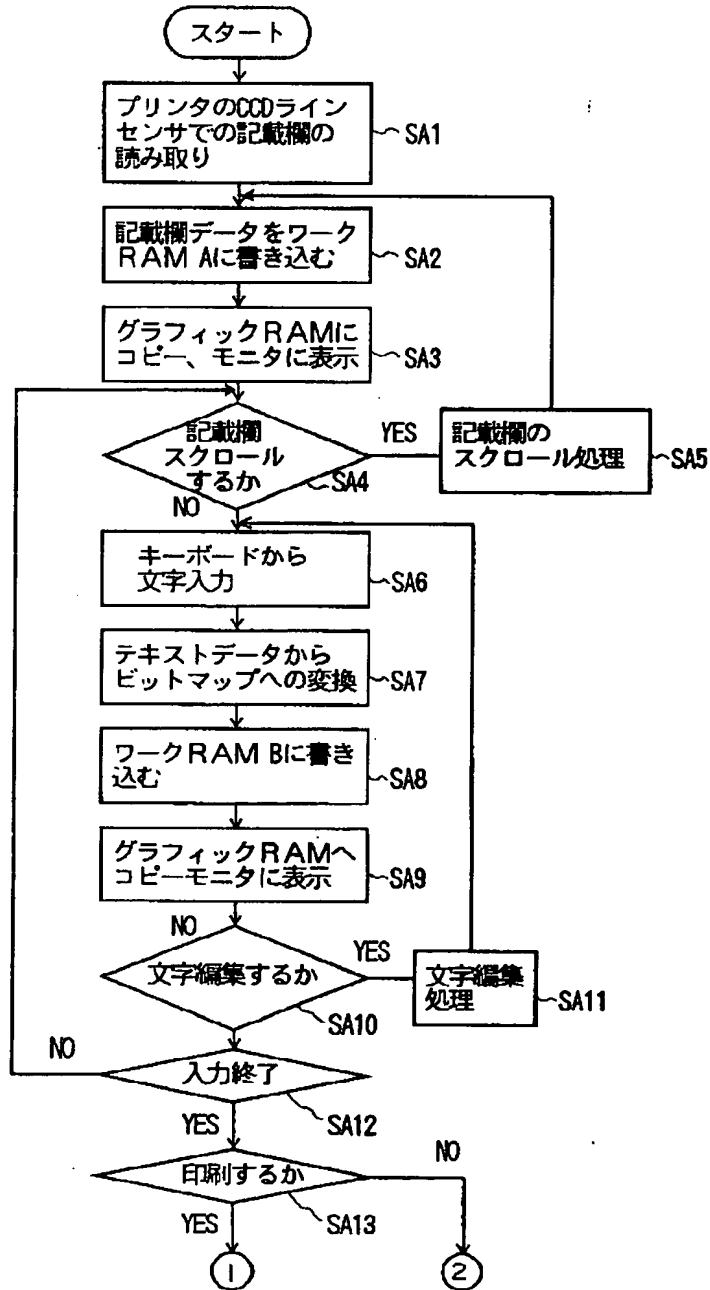 スタート
プリンタのCCDライン
センサでの記載欄の
読み取り
SA1
記載欄データをワーク
RAM Aに書き込む
SA2
グラフィックRAMに
コピー、モニタに表示
SA3
記載欄
スクロール
するか
SA4
YES
記載欄の
スクロール処理
SA5
NO
キーボードから
文字入力
SA6
テキストデータから
ビットマップへの変換
SA7
ワークRAM Bに書き
込む
SA8
グラフィックRAMへ
コピーモニタに表示
SA9
NO
文字編集するか
SA10
YES
文字編集
処理
SA11
NO
入力終了
SA12
YES
印刷するか
SA13
NO
YES
1
2